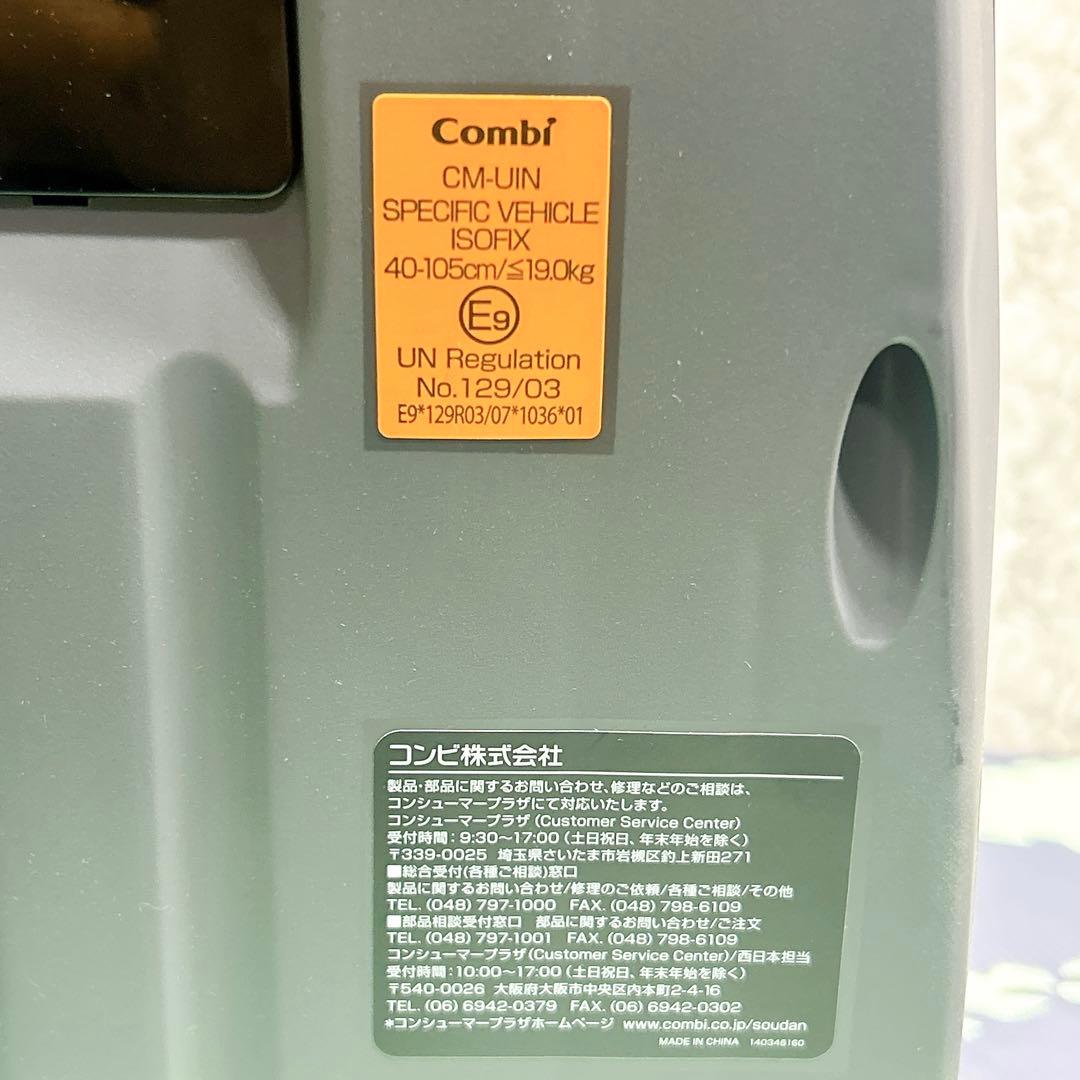 Combi
CM-UIN
SPECIFIC VEHICLE
ISOFIX
40-105cm/≦19.0kg
E9
UN Regulation
No.129/03
E9*129R03/07*1036*01
コンビ株式会社
製品・部品に関するお問い合わせ、修理などのご相談は、
コンシューマープラザにて対応いたします。
コンシューマープラザ(Customer Service Center)
受付時間：9:30～17:00(土日祝日、年末年始を除く)
〒339-0025 埼玉県さいたま市岩槻区釣上新田271
■総合受付(各種ご相談)窓口
製品に関するお問い合わせ/修理のご依頼/各種ご相談/その他
TEL. (048) 797-1000 FAX. (048) 798-6109
■部品相談受付窓口 部品に関するお問い合わせ/ご注文
TEL. (048) 797-1001 FAX. (048) 798-6109
コンシューマープラザ(Customer Service Center)/西日本担当
受付時間：10:00～17:00(土日祝日、年末年始を除く)
〒540-0026 大阪府大阪市中央区内本町2-4-16
TEL. (06) 6942-0379 FAX. (06) 6942-0302
*コンシューマープラザホームページ www.combi.co.jp/soudan
MADE IN CHINA 140346160